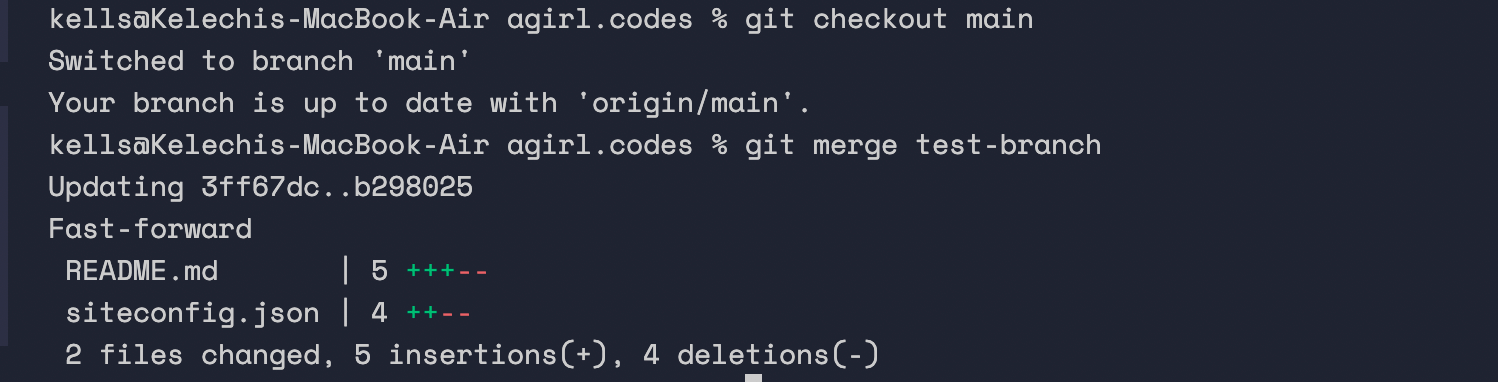 kells@Kelechis-MacBook-Air agirl.codes % git checkout main
Switched to branch 'main'
Your branch is up to date with 'origin/main'.
kells@Kelechis-MacBook-Air agirl.codes % git merge test-branch
Updating 3ff67dc..b298025
Fast-forward
 README.md       | 5 +++--
 siteconfig.json | 4 ++--
 2 files changed, 5 insertions(+), 4 deletions(-)